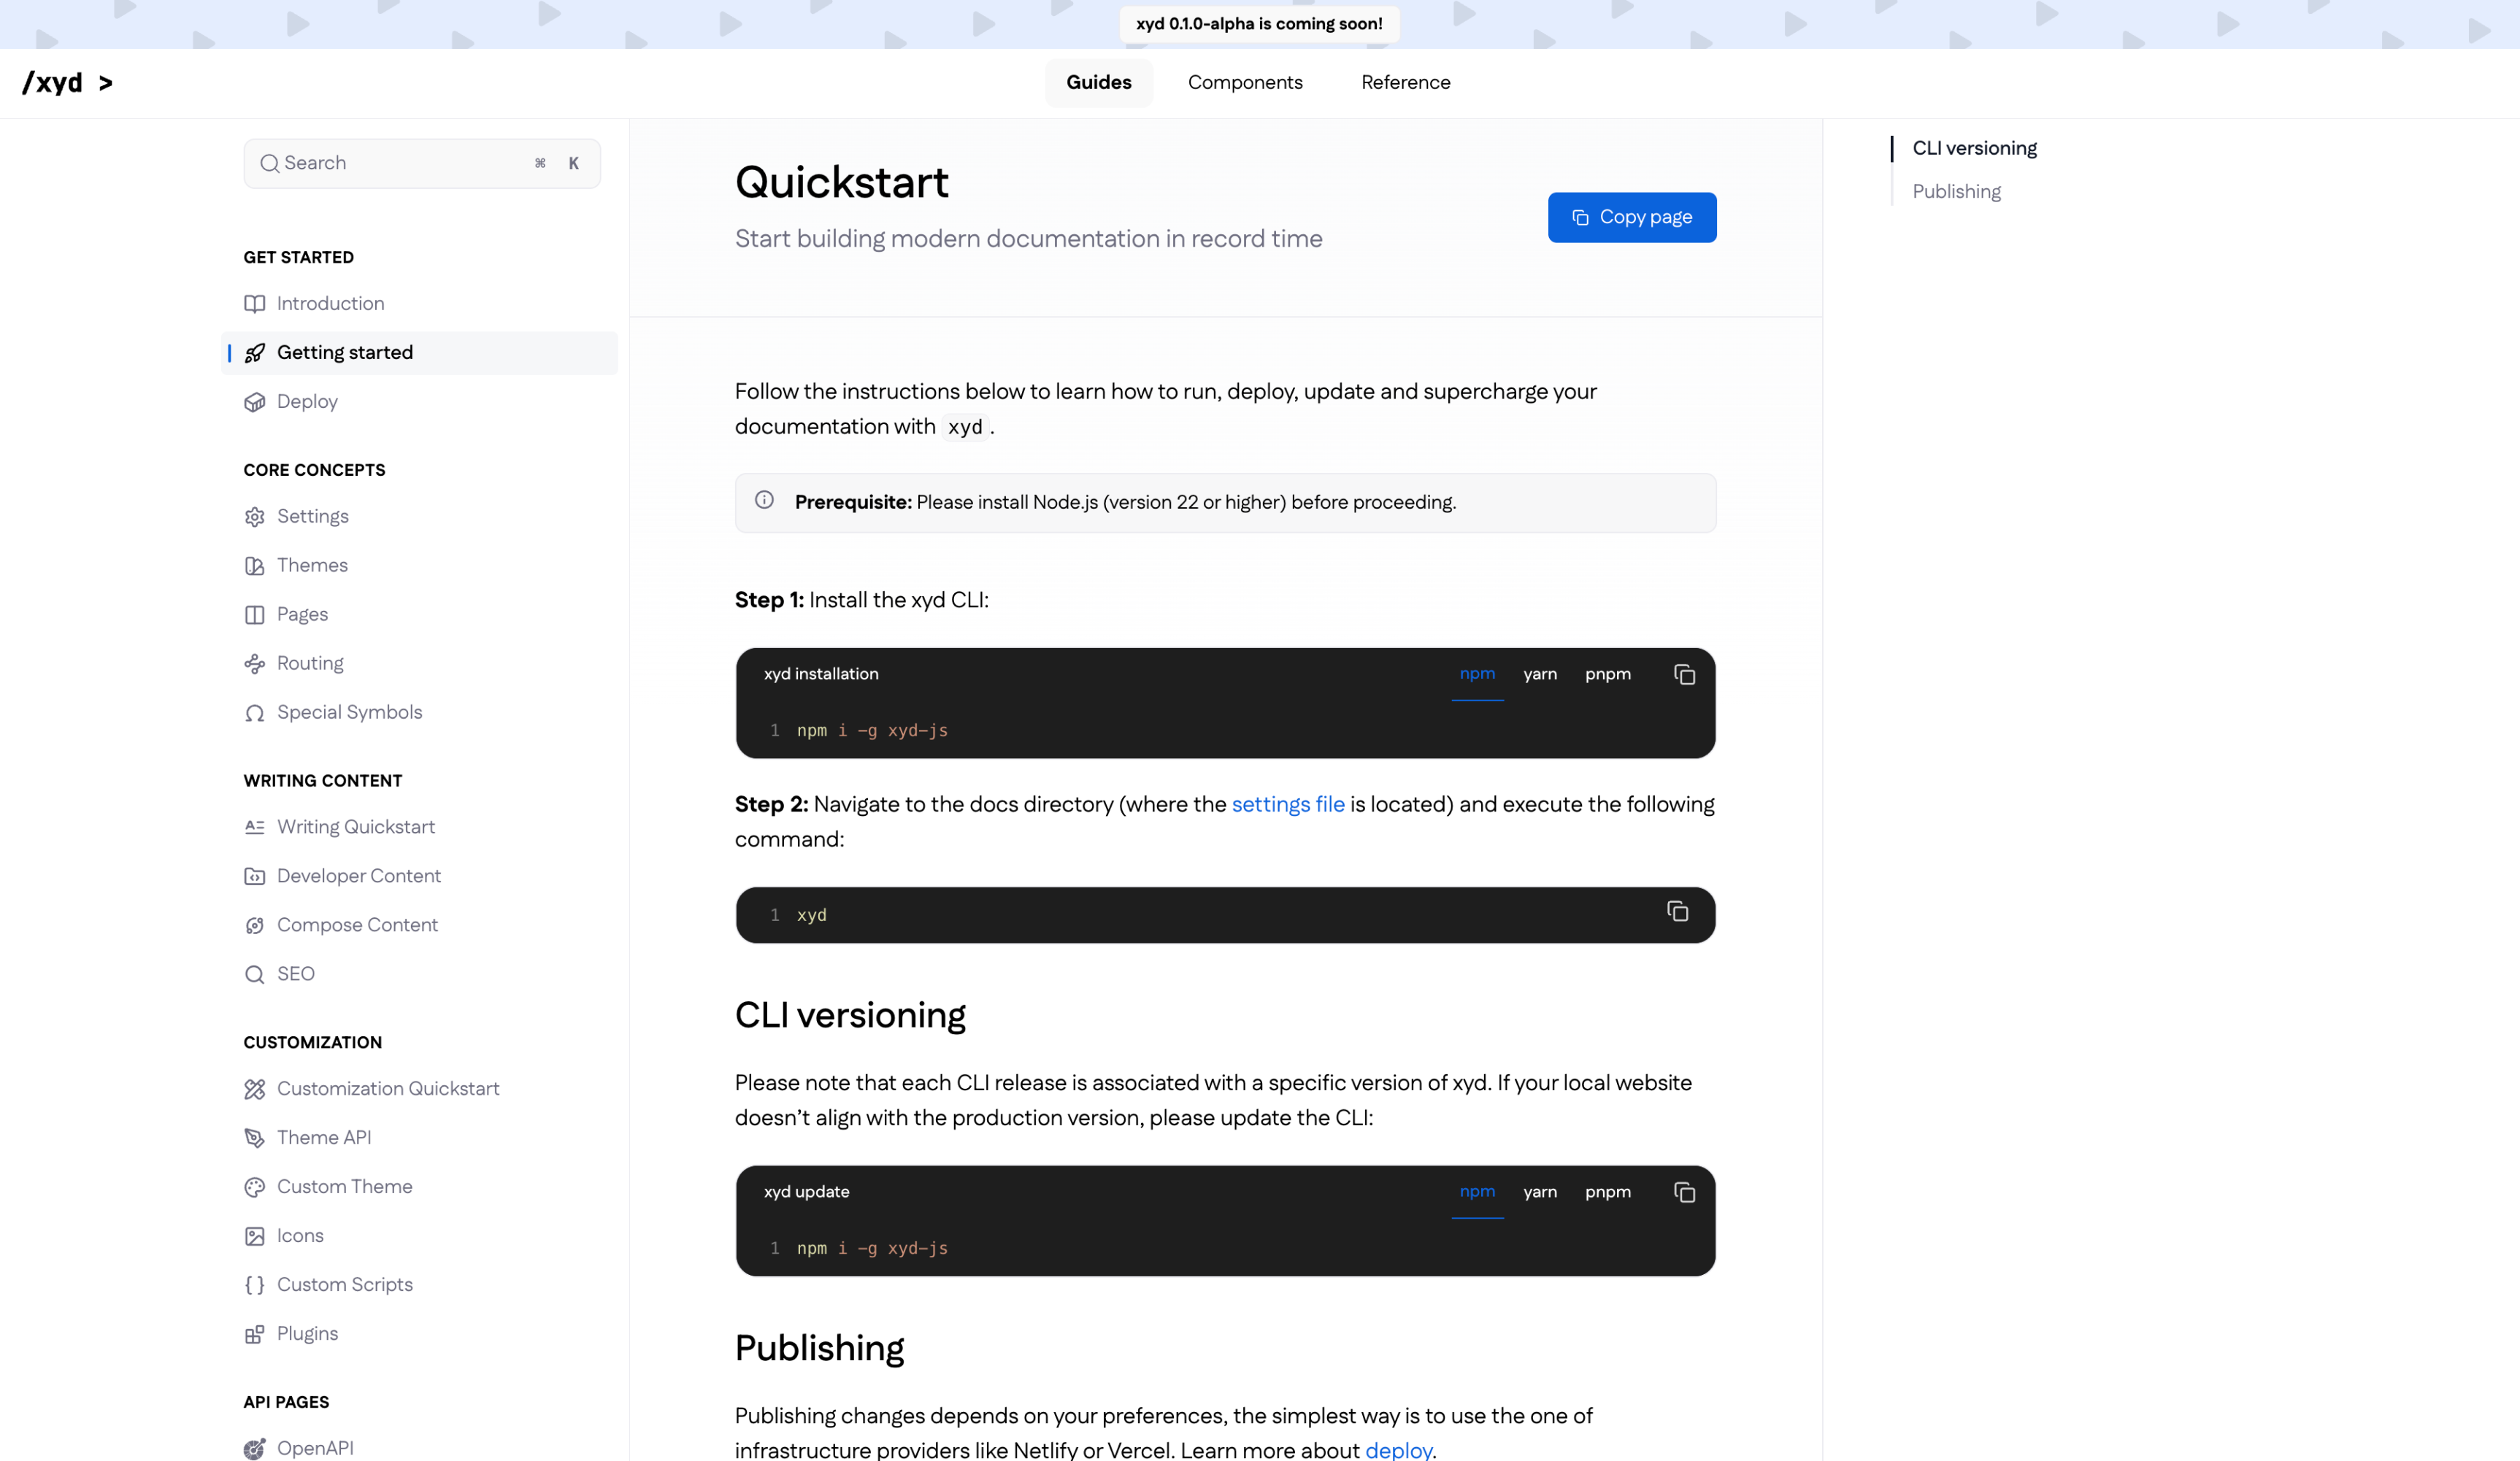 xyd 0.1.0-alpha is coming soon!
/xyd >
Guides
Components
Reference
Search
⌘ K
GET STARTED
Introduction
Getting started
Deploy
CORE CONCEPTS
Settings
Themes
Pages
Routing
Special Symbols
WRITING CONTENT
Writing Quickstart
Developer Content
Compose Content
SEO
CUSTOMIZATION
Customization Quickstart
Theme API
Custom Theme
Icons
Custom Scripts
Plugins
API PAGES
OpenAPI
Quickstart
Start building modern documentation in record time
Copy page
Follow the instructions below to learn how to run, deploy, update and supercharge your
documentation with xyd.
Prerequisite: Please install Node.js (version 22 or higher) before proceeding.
Step 1: Install the xyd CLI:
xyd installation
npm yarn pnpm
1 npm i -g xyd-js
Step 2: Navigate to the docs directory (where the settings file is located) and execute the following
command:
1 xyd
CLI versioning
Please note that each CLI release is associated with a specific version of xyd. If your local website
doesn’t align with the production version, please update the CLI:
xyd update
npm yarn pnpm
1 npm i -g xyd-js
Publishing
Publishing changes depends on your preferences, the simplest way is to use the one of
infrastructure providers like Netlify or Vercel. Learn more about deploy.
CLI versioning
Publishing